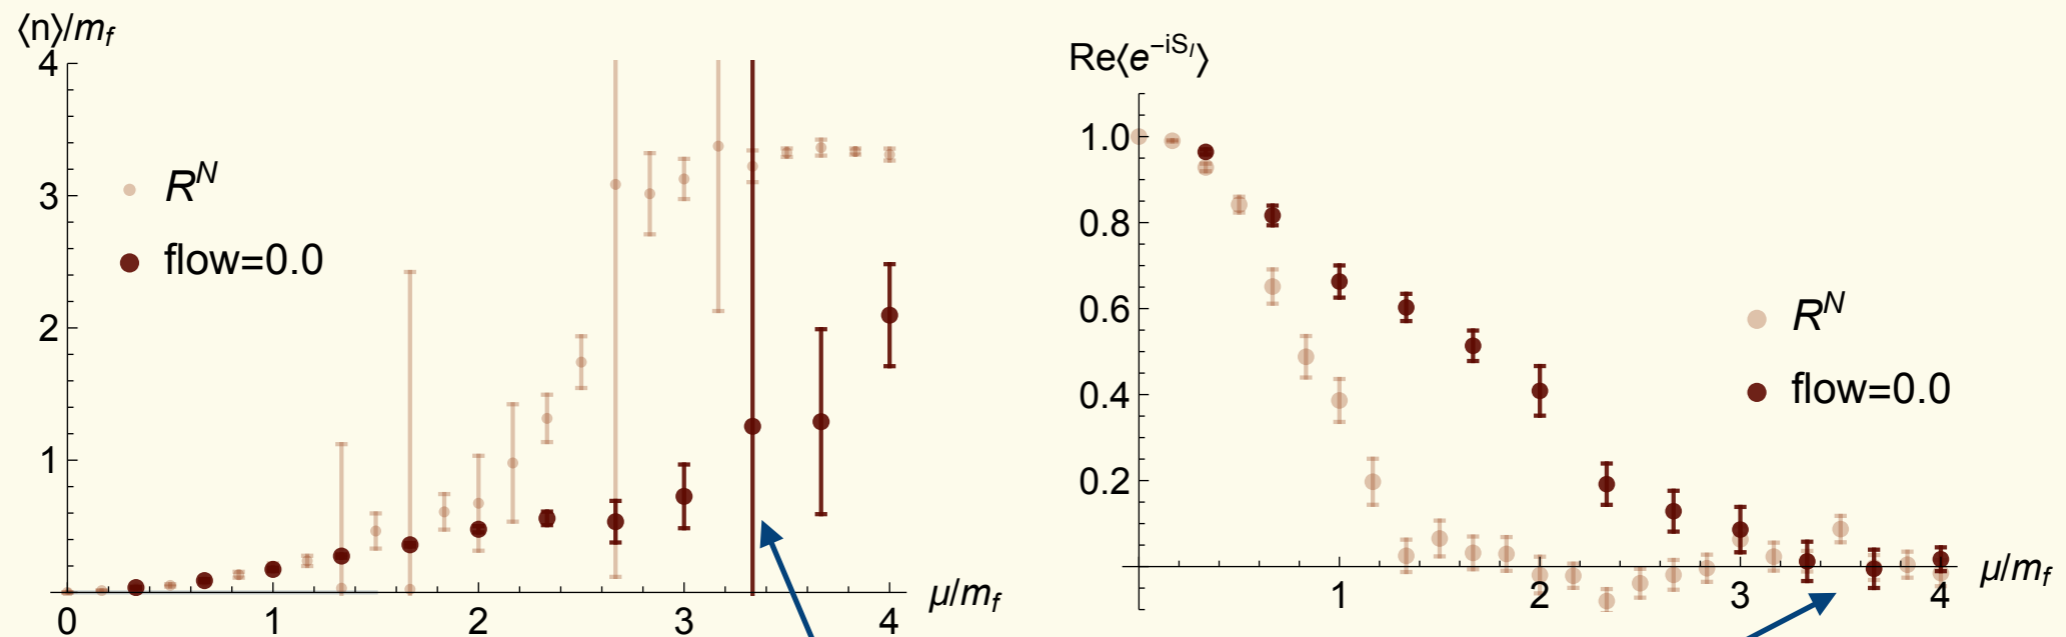 ⟨n⟩/m_f
4
3
2
1
0 1 2 3 4
μ/m_f
R^N
flow=0.0
Re⟨e^{-iS_I}⟩
1.0
0.8
0.6
0.4
0.2
1 2 3 4
μ/m_f
R^N
flow=0.0